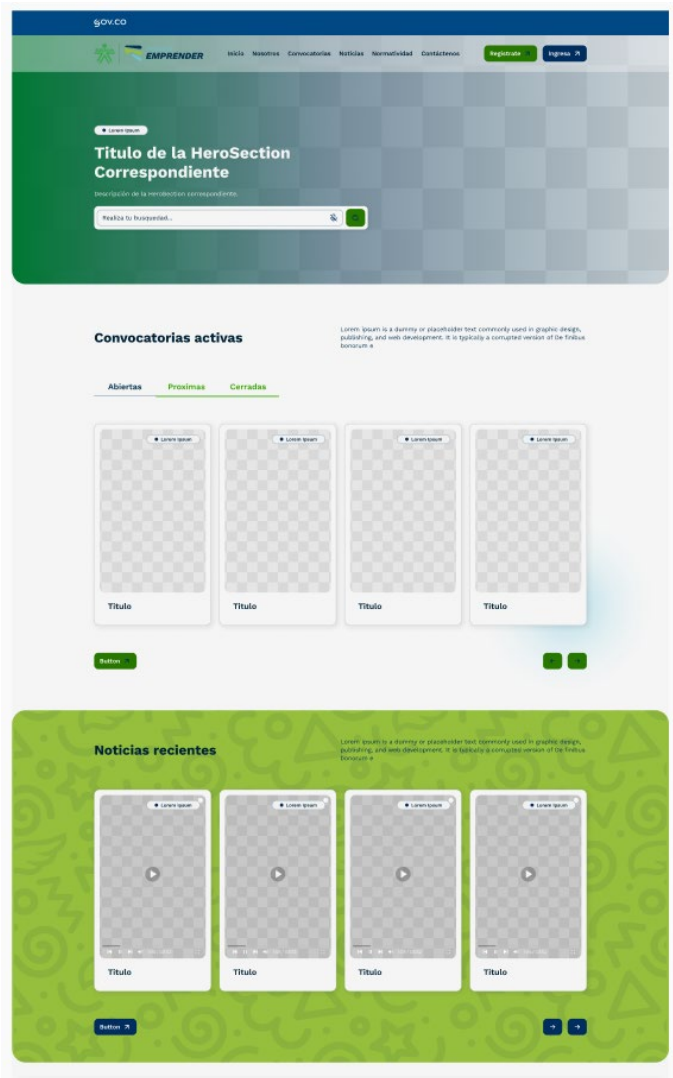 GOV.CO
EMPRENDER
Inicio Nosotros Convocatorias Noticias Normatividad Contáctenos
Registrate
Ingresa
Lorem Ipsum
Titulo de la HeroSection
Correspondiente
Descripción de la HeroSection correspondiente.
Realiza tu busquedad...
Convocatorias activas
Lorem ipsum is a dummy or placeholder text commonly used in graphic design,
publishing, and web development. It is typically a corrupted version of De finibus
bonorum e
Abiertas Proximas Cerradas
Lorem Ipsum Lorem Ipsum Lorem Ipsum Lorem Ipsum
Titulo Titulo Titulo Titulo
Button
Noticias recientes
Lorem ipsum is a dummy or placeholder text commonly used in graphic design,
publishing, and web development. It is typically a corrupted version of De finibus
bonorum e
Lorem Ipsum Lorem Ipsum Lorem Ipsum Lorem Ipsum
Titulo Titulo Titulo Titulo
Button